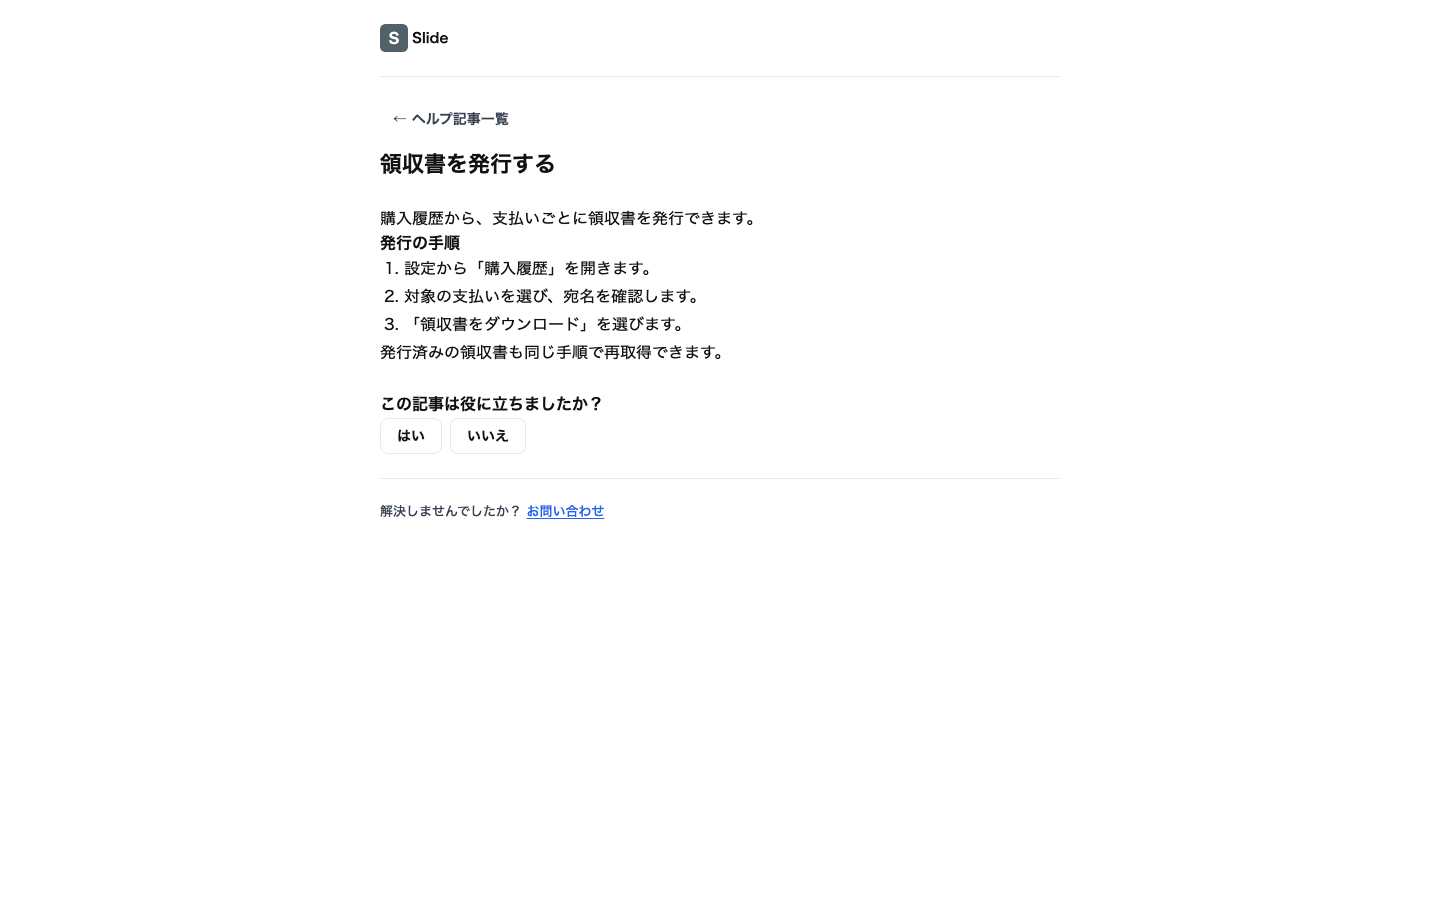 S Slide
← ヘルプ記事一覧
領収書を発行する
購入履歴から、支払いごとに領収書を発行できます。
発行の手順
1. 設定から「購入履歴」を開きます。
2. 対象の支払いを選び、宛名を確認します。
3. 「領収書をダウンロード」を選びます。
発行済みの領収書も同じ手順で再取得できます。
この記事は役に立ちましたか？
はい いいえ
解決しませんでしたか？ お問い合わせ